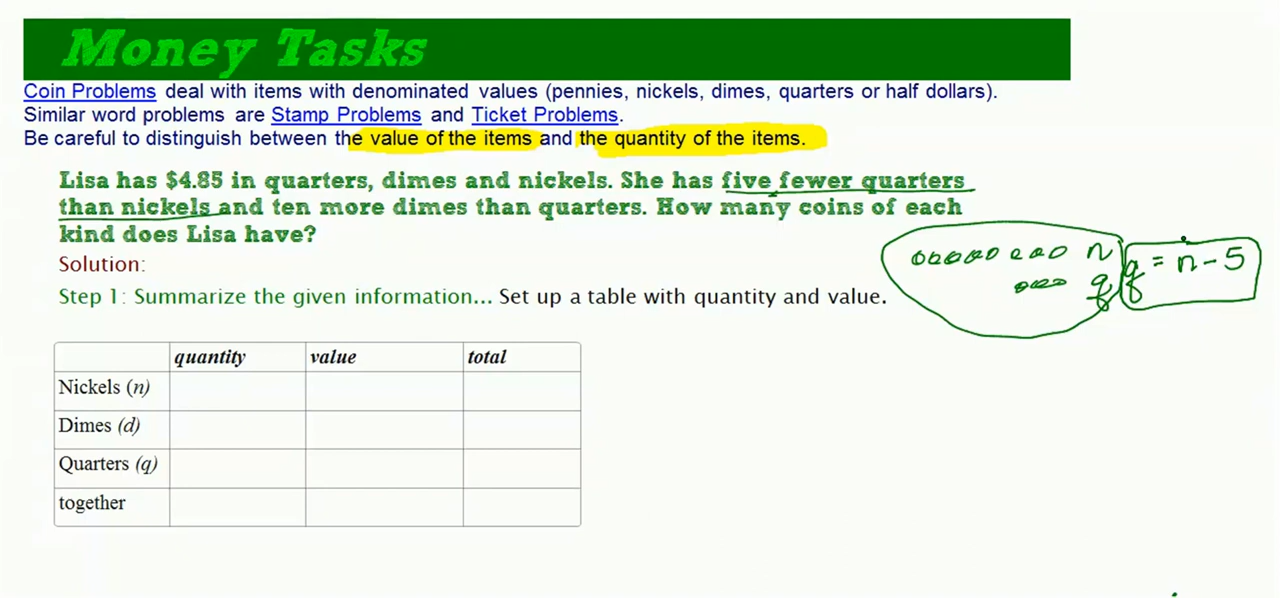 Money Tasks
Coin Problems deal with items with denominated values (pennies, nickels, dimes, quarters or half dollars).
Similar word problems are Stamp Problems and Ticket Problems.
Be careful to distinguish between the value of the items and the quantity of the items.
Lisa has $4.85 in quarters, dimes and nickels. She has five fewer quarters
than nickels and ten more dimes than quarters. How many coins of each
kind does Lisa have?
Solution:
n
q
q = n - 5
Step 1: Summarize the given information... Set up a table with quantity and value.
quantity value total
Nickels (n)
Dimes (d)
Quarters (q)
together